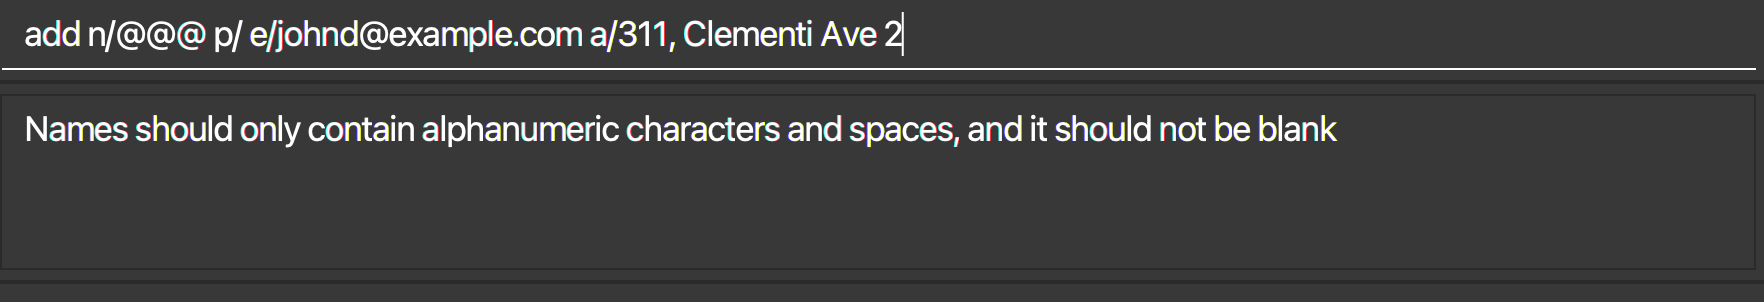 add n/@@@ p/ e/johnd@example.com a/311, Clementi Ave 2
Names should only contain alphanumeric characters and spaces, and it should not be blank